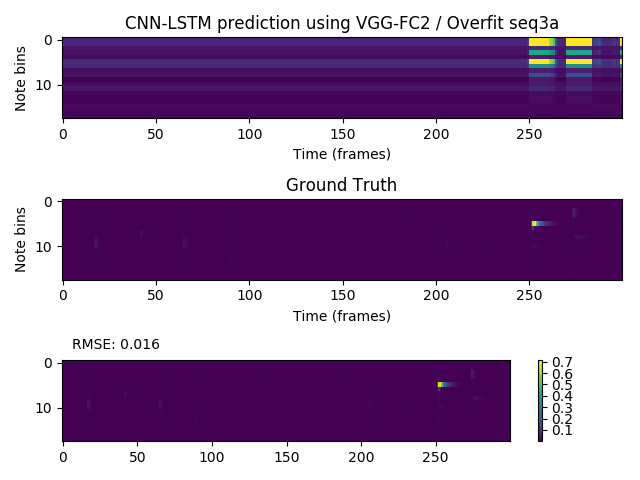 CNN-LSTM prediction using VGG-FC2 / Overfit seq3a
0
10
Note bins
0 50 100 150 200 250
Time (frames)
Ground Truth
0
10
Note bins
0 50 100 150 200 250
Time (frames)
RMSE: 0.016
0
10
0 50 100 150 200 250
0.7
0.6
0.5
0.4
0.3
0.2
0.1